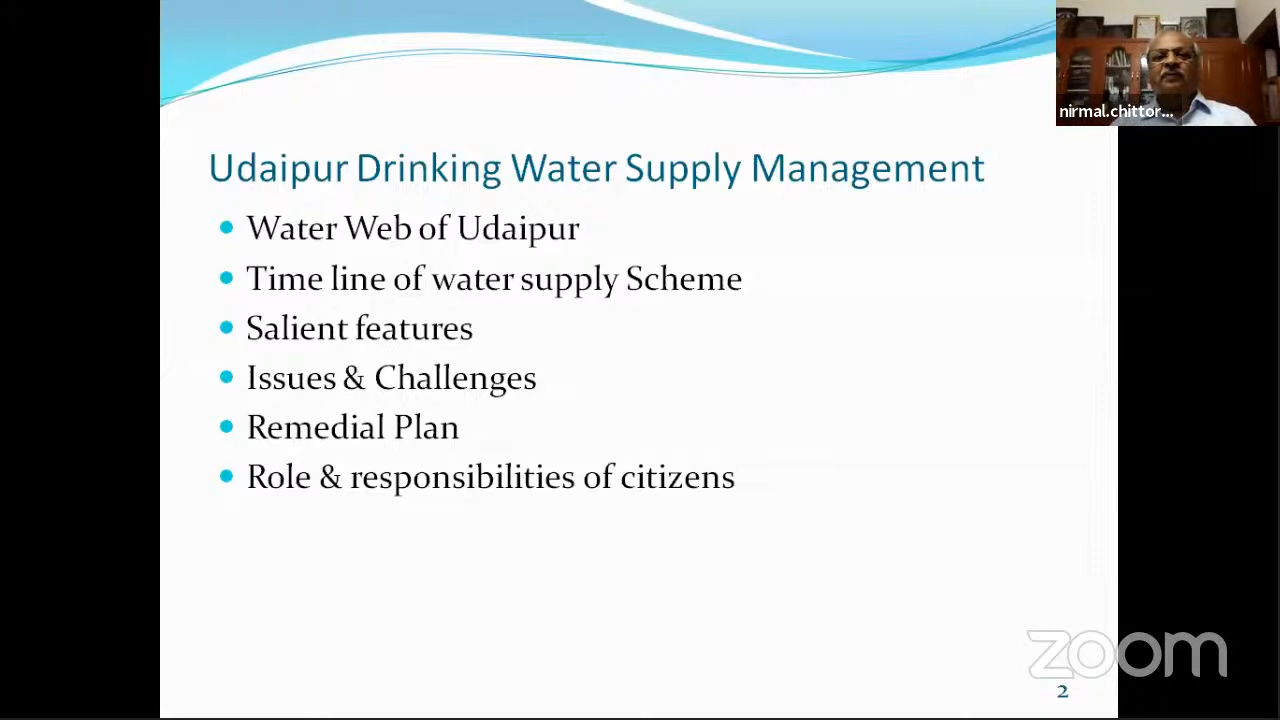 nirmal.chittor...
Udaipur Drinking Water Supply Management
Water Web of Udaipur
Time line of water supply Scheme
Salient features
Issues & Challenges
Remedial Plan
Role & responsibilities of citizens
zoom
2